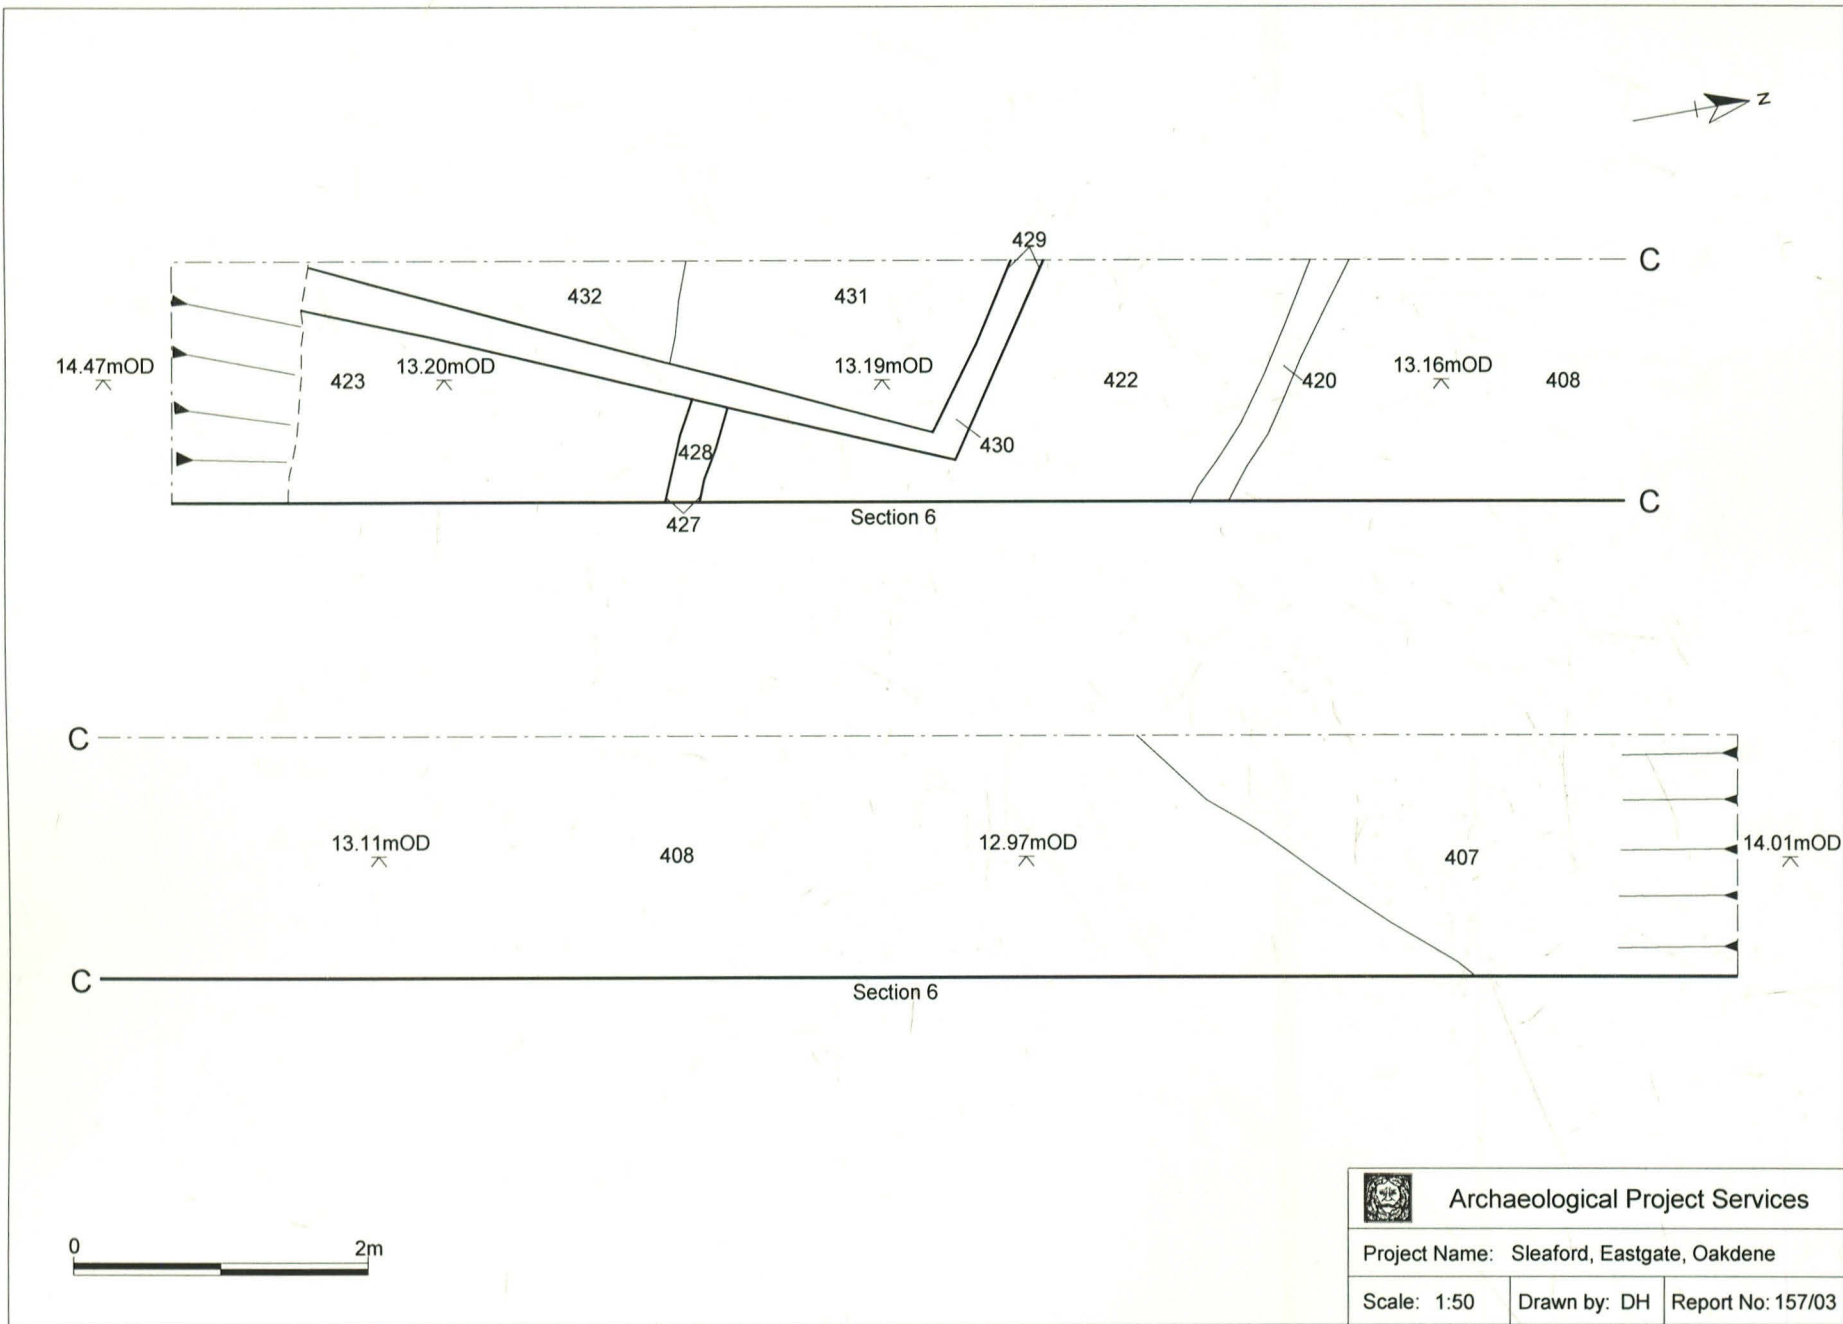 N
429
C
432
431
14.47mOD
423
13.20mOD
13.19mOD
422
420
13.16mOD
408
428
430
C
427
Section 6
C
13.11mOD
408
12.97mOD
407
14.01mOD
C
Section 6
0 2m
Archaeological Project Services
Project Name: Sleaford, Eastgate, Oakdene
Scale: 1:50
Drawn by: DH
Report No: 157/03